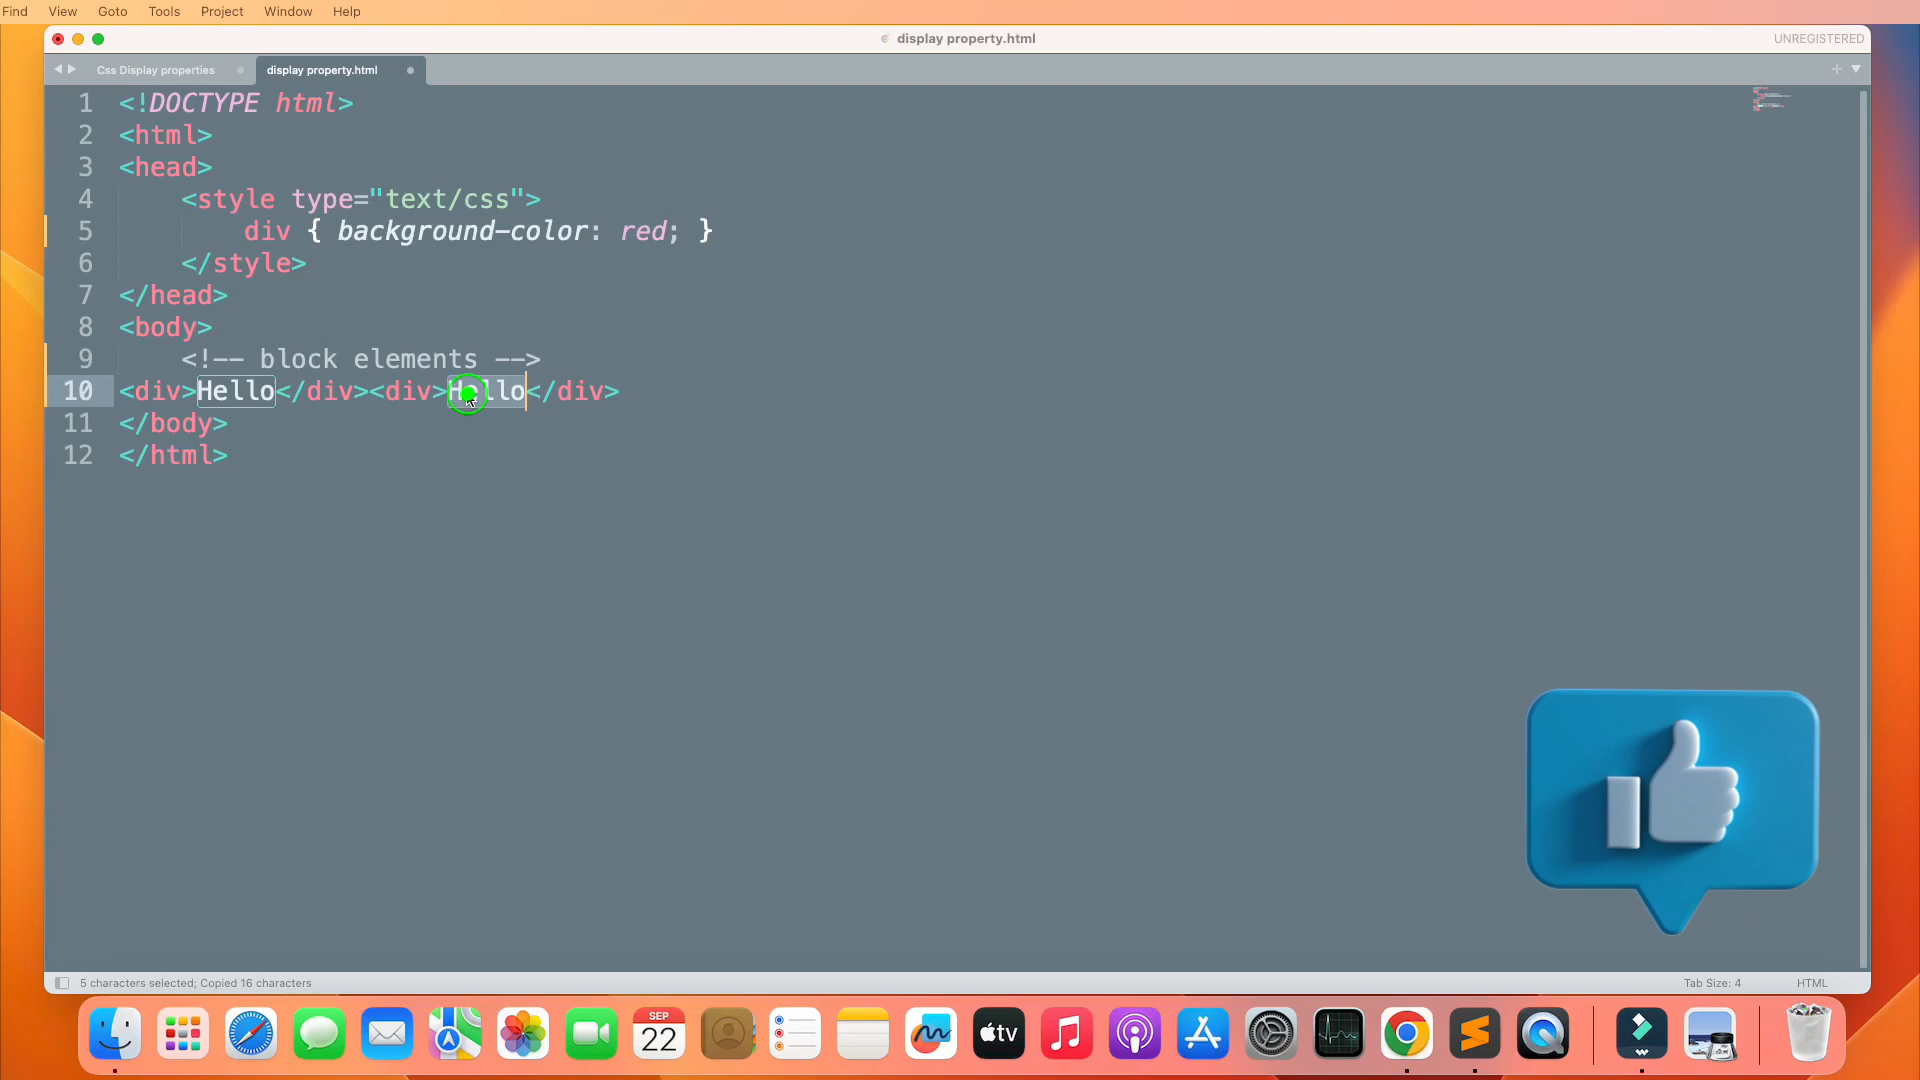 Find View Goto Tools Project Window Help
display property.html
UNREGISTERED
Css Display properties
display property.html
1 <!DOCTYPE html>
2 <html>
3 <head>
4 <style type="text/css">
5 div { background-color: red; }
6 </style>
7 </head>
8 <body>
9 <!-- block elements -->
10 <div>Hello</div><div>Hello</div>
11 </body>
12 </html>
5 characters selected; Copied 16 characters
Tab Size: 4
HTML
SEP
22
tv